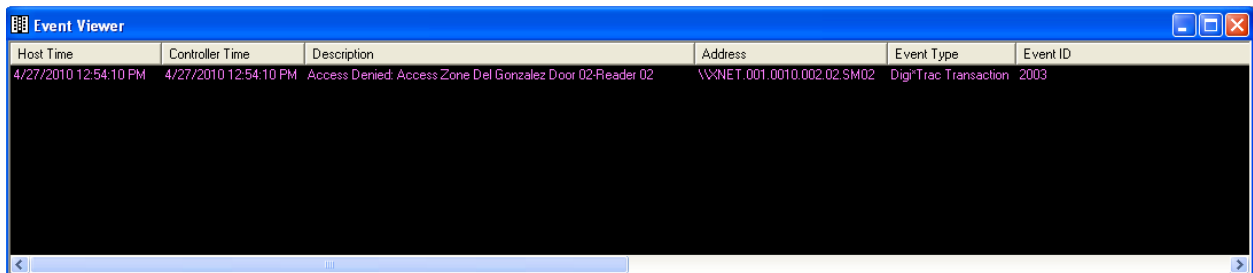 Event Viewer
Host Time Controller Time Description Address Event Type Event ID
4/27/2010 12:54:10 PM 4/27/2010 12:54:10 PM Access Denied: Access Zone Del Gonzalez Door 02-Reader 02 \\XNET.001.0010.002.02.SM02 Digi*Trac Transaction 2003